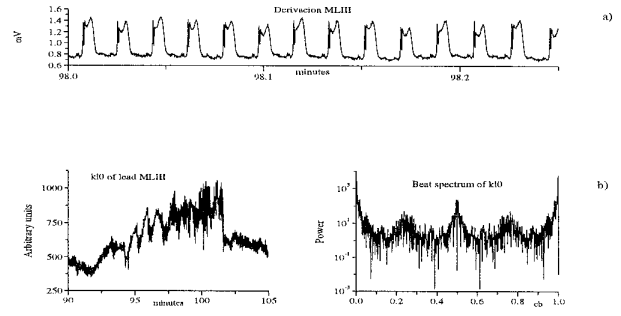 Derivacion MLIII
a)
mV
1.6
1.4
1.2
1.0
0.8
0.6
98.0
98.1
98.2
minutes
kl0 of lead MLIII
Arbitrary units
1000
750
500
250
90
95
100
105
minutes
Beat spectrum of kl0
b)
Power
10³
10¹
10⁻¹
10⁻³
0.0
0.2
0.4
0.6
0.8
1.0
cb